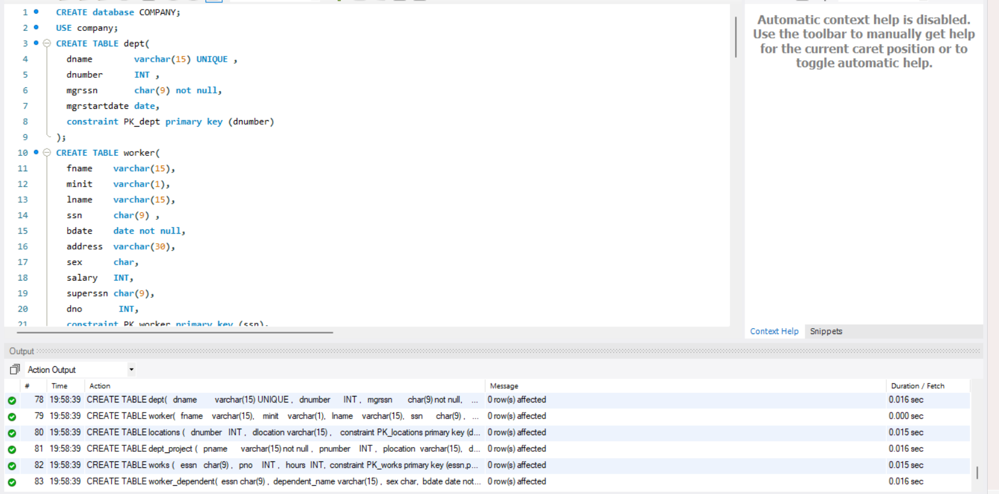 1 CREATE database COMPANY;
2 USE company;
3 CREATE TABLE dept(
4 dname varchar(15) UNIQUE ,
5 dnumber INT ,
6 mgrssn char(9) not null,
7 mgrstartdate date,
8 constraint PK_dept primary key (dnumber)
9 );
10 CREATE TABLE worker(
11 fname varchar(15),
12 minit varchar(1),
13 lname varchar(15),
14 ssn char(9) ,
15 bdate date not null,
16 address varchar(30),
17 sex char,
18 salary INT,
19 superssn char(9),
20 dno INT,
21 constraint PK_worker primary key (ssn),
Automatic context help is disabled.
Use the toolbar to manually get help
for the current caret position or to
toggle automatic help.
Context Help Snippets
Output
Action Output
# Time Action Message Duration / Fetch
78 19:58:39 CREATE TABLE dept( dname varchar(15) UNIQUE , dnumber INT , mgrssn char(9) not null, ... 0 row(s) affected 0.016 sec
79 19:58:39 CREATE TABLE worker( fname varchar(15), minit varchar(1), lname varchar(15), ssn char(9) , ... 0 row(s) affected 0.000 sec
80 19:58:39 CREATE TABLE locations ( dnumber INT , dlocation varchar(15) , constraint PK_locations primary key (d... 0 row(s) affected 0.015 sec
81 19:58:39 CREATE TABLE dept_project ( pname varchar(15) not null , pnumber INT , plocation varchar(15), d... 0 row(s) affected 0.016 sec
82 19:58:39 CREATE TABLE works ( essn char(9) , pno INT , hours INT, constraint PK_works primary key (essn,p... 0 row(s) affected 0.015 sec
83 19:58:39 CREATE TABLE worker_dependent( essn char(9) , dependent_name varchar(15) , sex char, bdate date not... 0 row(s) affected 0.016 sec